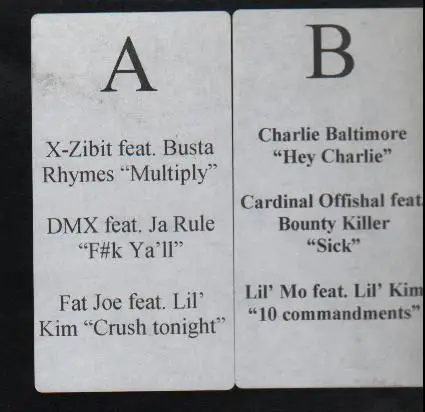 A
X-Zibit feat. Busta
Rhymes “Multiply”
DMX feat. Ja Rule
“F#k Ya’ll”
Fat Joe feat. Lil’
Kim “Crush tonight”
B
Charlie Baltimore
“Hey Charlie”
Cardinal Offishal feat.
Bounty Killer
“Sick”
Lil’ Mo feat. Lil’ Kim
“10 commandments”